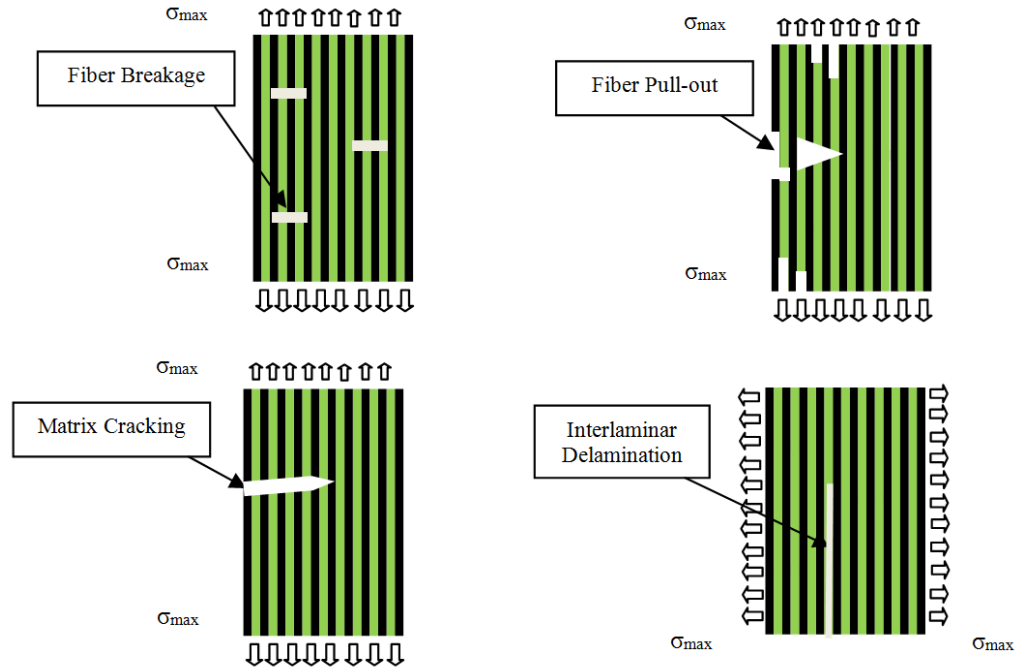 σmax
Fiber Breakage
σmax
σmax
Fiber Pull-out
σmax
σmax
Matrix Cracking
σmax
Interlaminar
Delamination
σmax
σmax